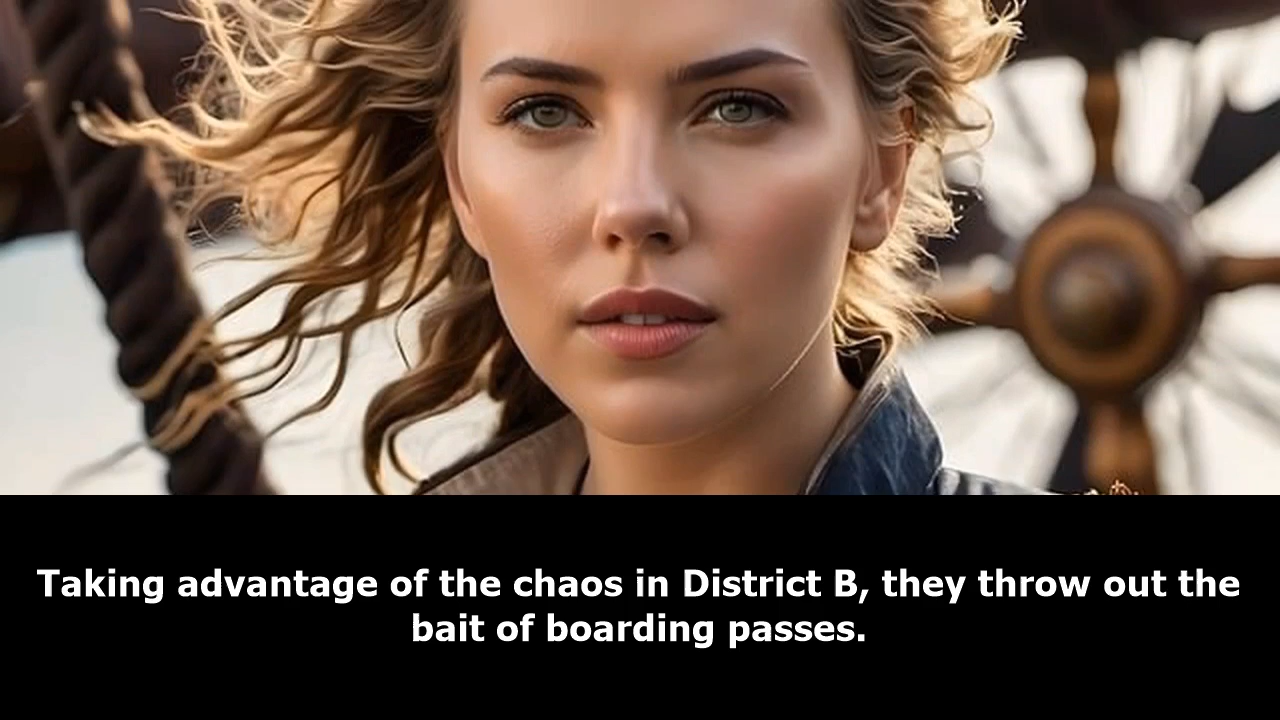 Taking advantage of the chaos in District B, they throw out the
bait of boarding passes.